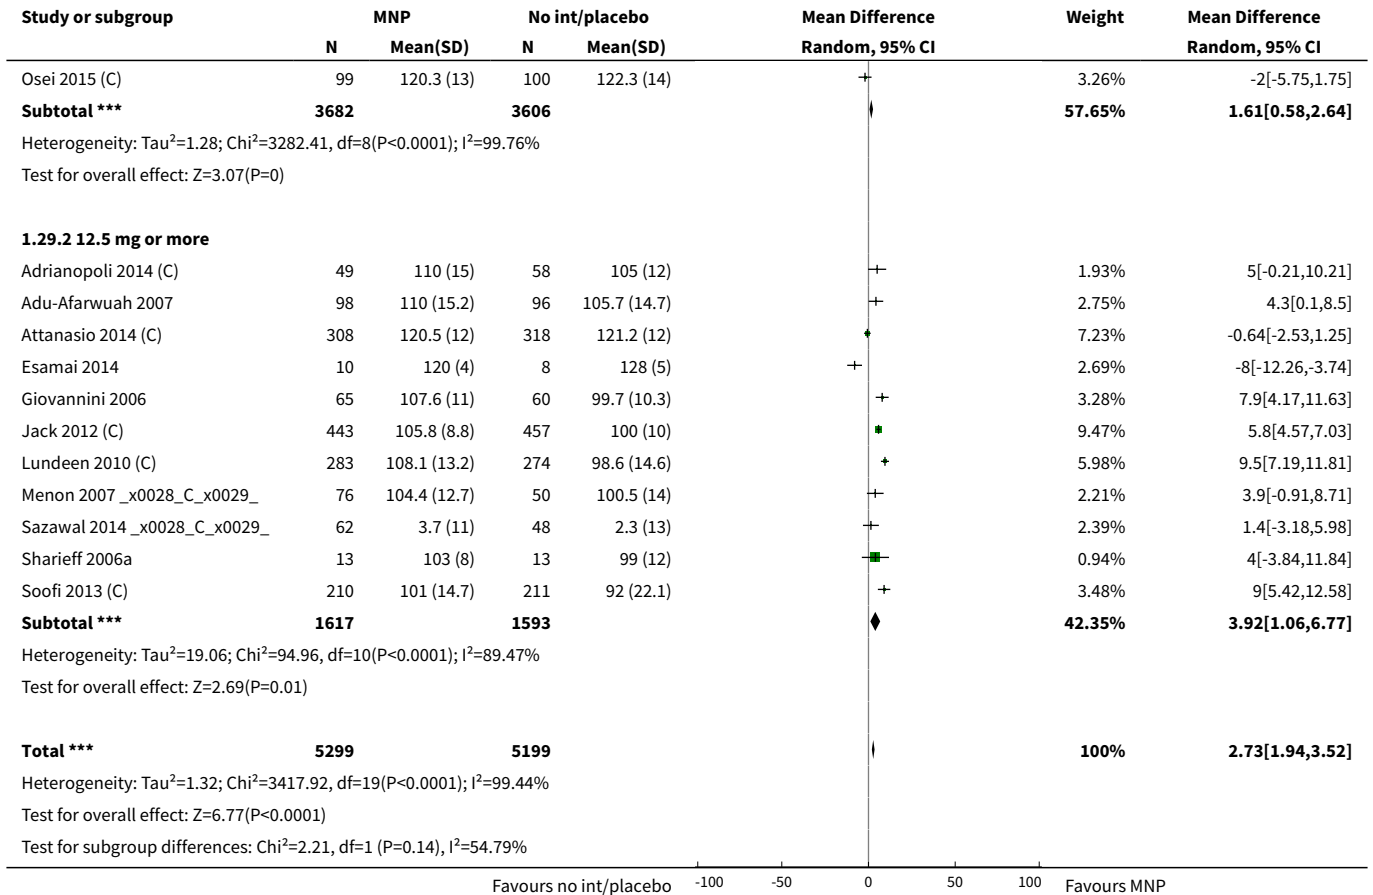 Study or subgroup MNP No int/placebo Mean Difference Weight Mean Difference
N Mean(SD) N Mean(SD) Random, 95% CI Random, 95% CI
Osei 2015 (C) 99 120.3 (13) 100 122.3 (14) 3.26% -2[-5.75,1.75]
Subtotal *** 3682 3606 57.65% 1.61[0.58,2.64]
Heterogeneity: Tau²=1.28; Chi²=3282.41, df=8(P<0.0001); I²=99.76%
Test for overall effect: Z=3.07(P=0)
1.29.2 12.5 mg or more
Adrianopoli 2014 (C) 49 110 (15) 58 105 (12) 1.93% 5[-0.21,10.21]
Adu-Afarwuah 2007 98 110 (15.2) 96 105.7 (14.7) 2.75% 4.3[0.1,8.5]
Attanasio 2014 (C) 308 120.5 (12) 318 121.2 (12) 7.23% -0.64[-2.53,1.25]
Esamai 2014 10 120 (4) 8 128 (5) 2.69% -8[-12.26,-3.74]
Giovannini 2006 65 107.6 (11) 60 99.7 (10.3) 3.28% 7.9[4.17,11.63]
Jack 2012 (C) 443 105.8 (8.8) 457 100 (10) 9.47% 5.8[4.57,7.03]
Lundeen 2010 (C) 283 108.1 (13.2) 274 98.6 (14.6) 5.98% 9.5[7.19,11.81]
Menon 2007 _x0028_C_x0029_ 76 104.4 (12.7) 50 100.5 (14) 2.21% 3.9[-0.91,8.71]
Sazawal 2014 _x0028_C_x0029_ 62 3.7 (11) 48 2.3 (13) 2.39% 1.4[-3.18,5.98]
Sharieff 2006a 13 103 (8) 13 99 (12) 0.94% 4[-3.84,11.84]
Soofi 2013 (C) 210 101 (14.7) 211 92 (22.1) 3.48% 9[5.42,12.58]
Subtotal *** 1617 1593 42.35% 3.92[1.06,6.77]
Heterogeneity: Tau²=19.06; Chi²=94.96, df=10(P<0.0001); I²=89.47%
Test for overall effect: Z=2.69(P=0.01)
Total *** 5299 5199 100% 2.73[1.94,3.52]
Heterogeneity: Tau²=1.32; Chi²=3417.92, df=19(P<0.0001); I²=99.44%
Test for overall effect: Z=6.77(P<0.0001)
Test for subgroup differences: Chi²=2.21, df=1 (P=0.14), I²=54.79%
Favours no int/placebo -100 -50 0 50 100 Favours MNP